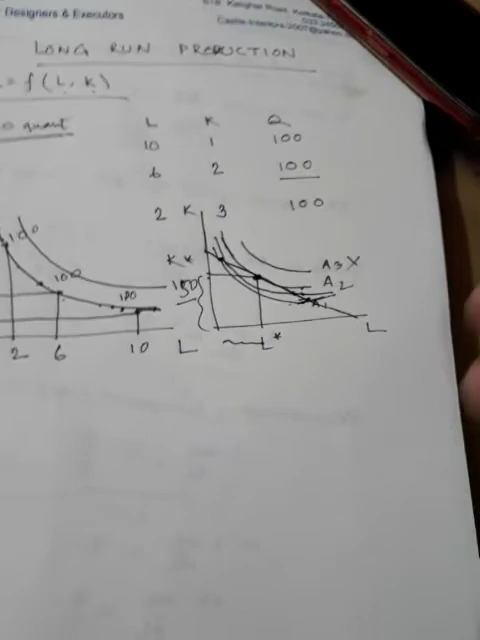 Designers & Executors
LONG RUN PRODUCTION
= f(L, K)
quant
L K Q
10 1 100
6 2 100
2 3 100
K
100
100
100
2 6 10 L
K*
150
A3 X
A2
A1
L
L*